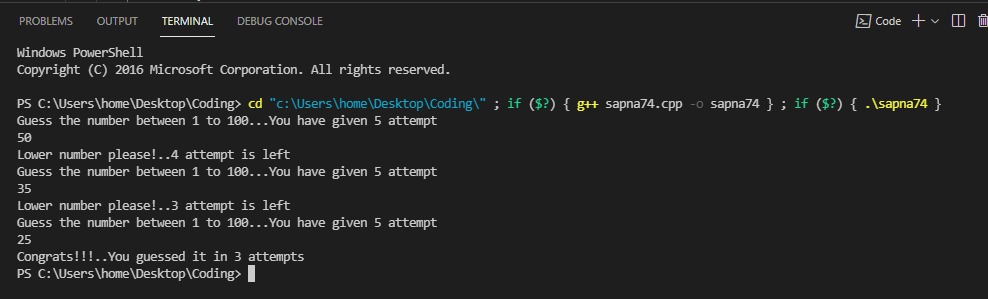 PROBLEMS OUTPUT TERMINAL DEBUG CONSOLE Code
Windows PowerShell
Copyright (C) 2016 Microsoft Corporation. All rights reserved.
PS C:\Users\home\Desktop\Coding> cd "c:\Users\home\Desktop\Coding\" ; if ($?) { g++ sapna74.cpp -o sapna74 } ; if ($?) { .\sapna74 }
Guess the number between 1 to 100...You have given 5 attempt
50
Lower number please!..4 attempt is left
Guess the number between 1 to 100...You have given 5 attempt
35
Lower number please!..3 attempt is left
Guess the number between 1 to 100...You have given 5 attempt
25
Congrats!!!..You guessed it in 3 attempts
PS C:\Users\home\Desktop\Coding>